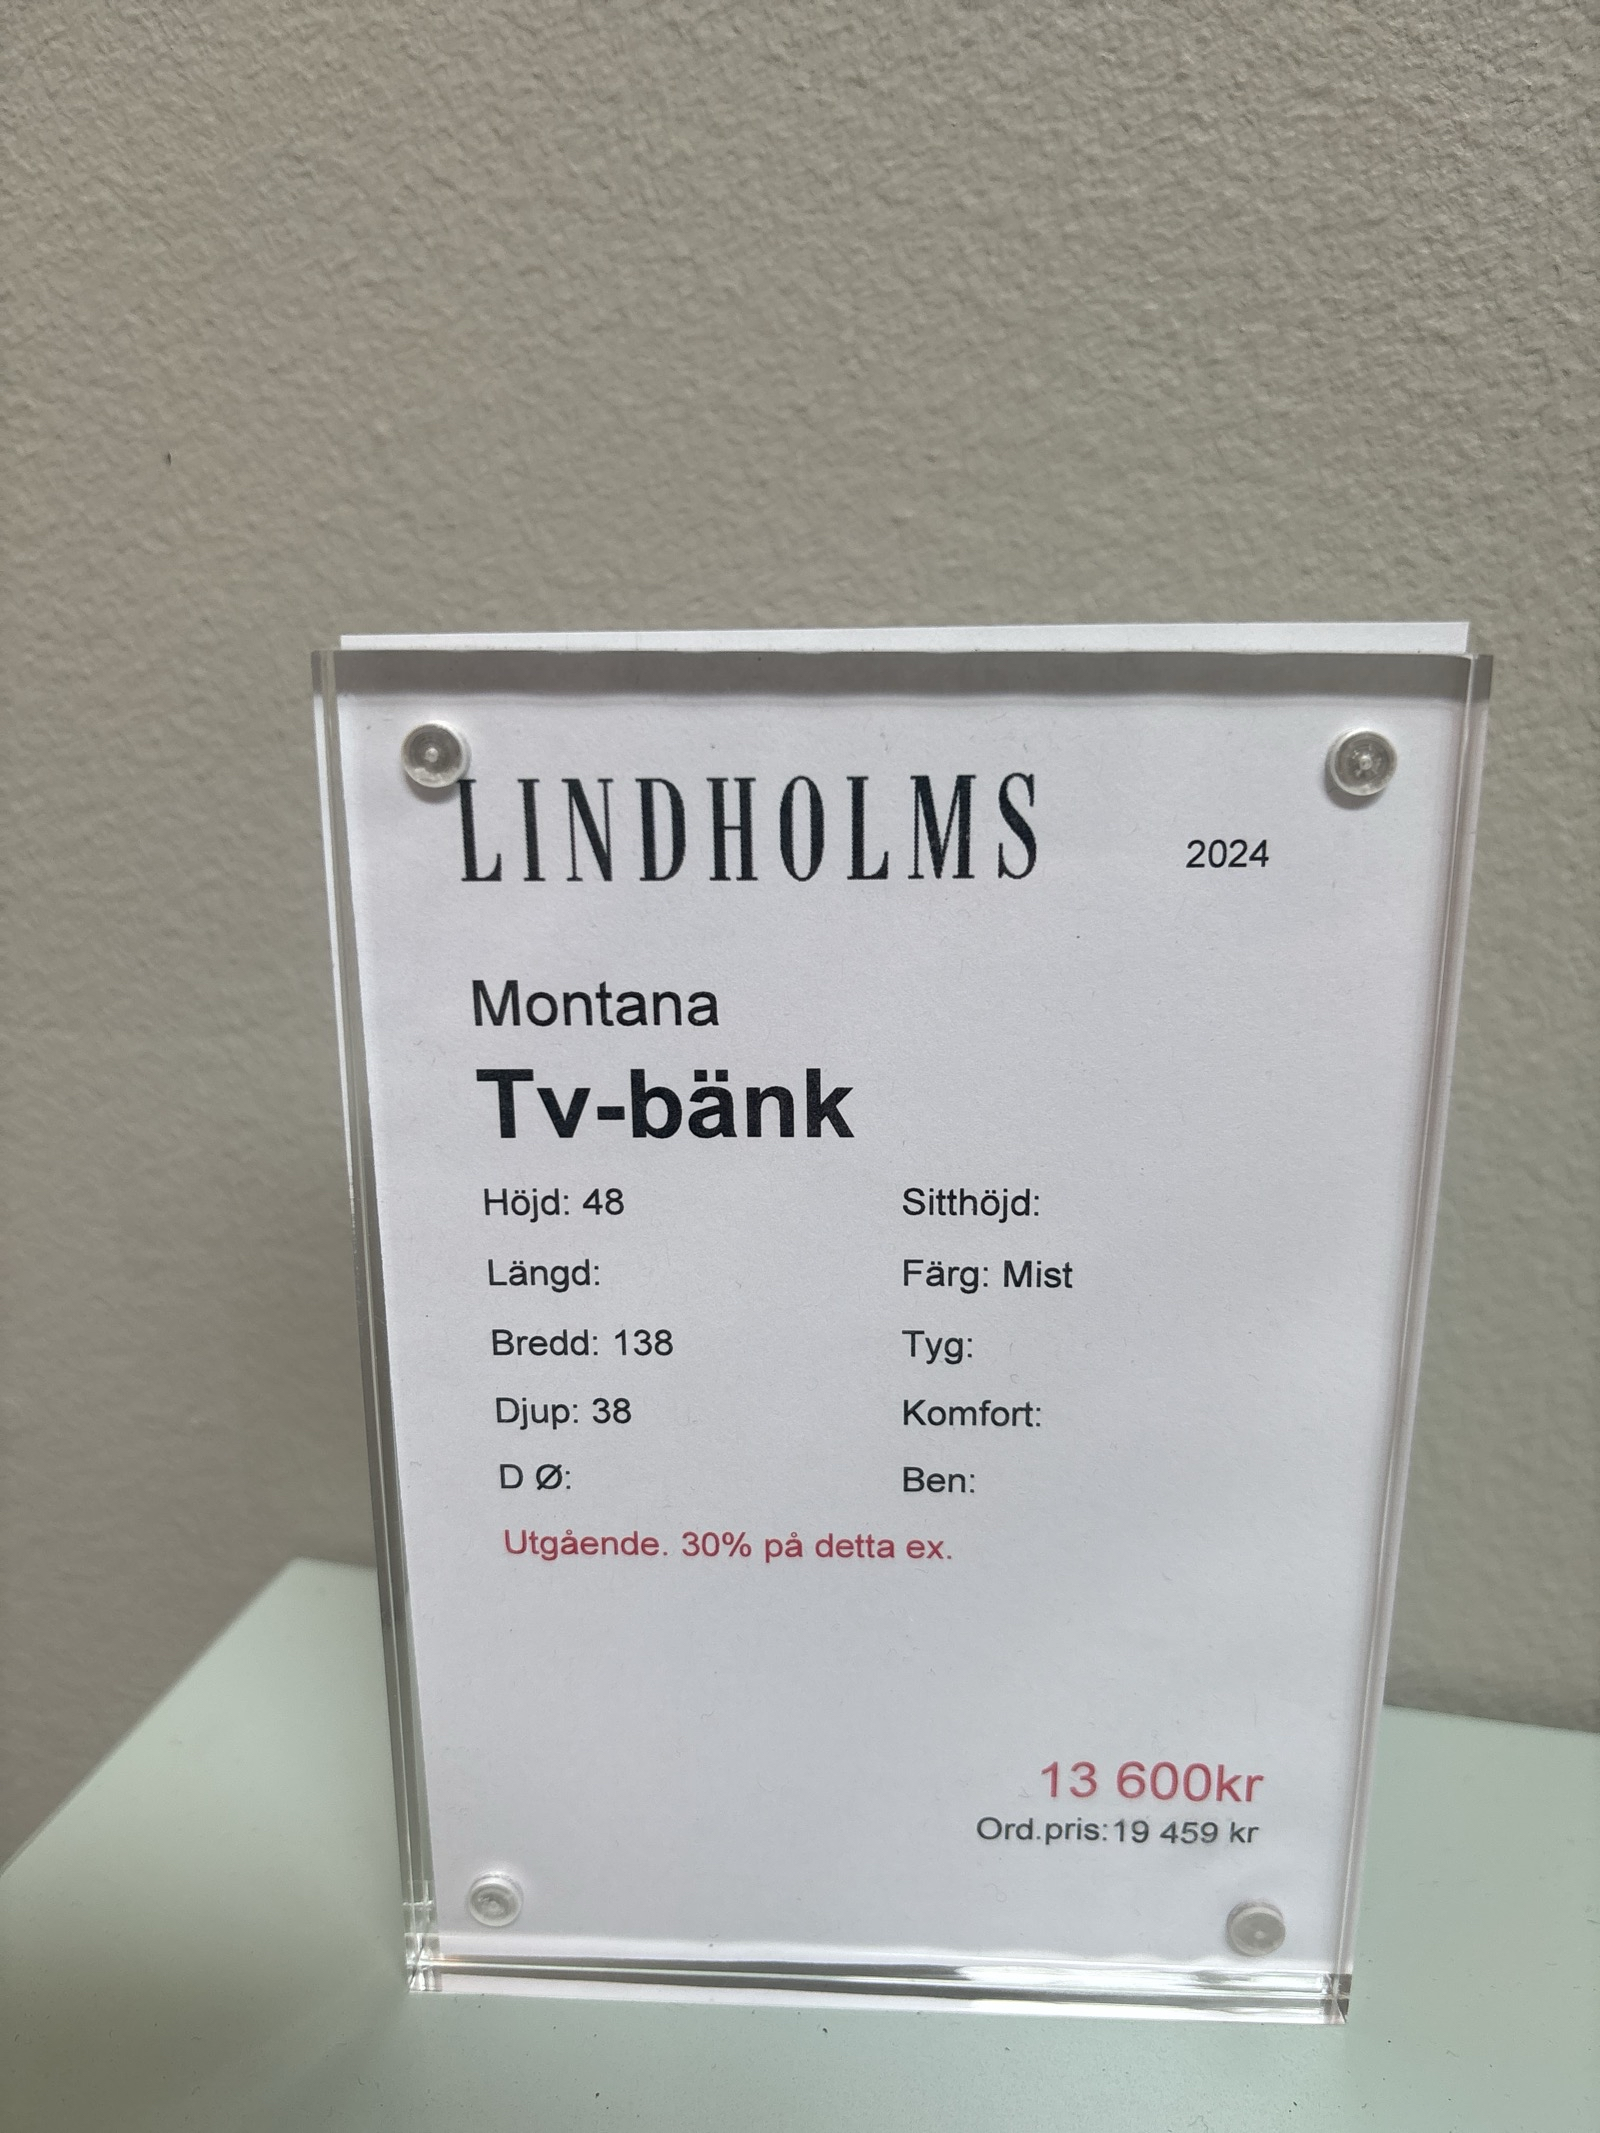 LINDHOLMS
2024
Montana
Tv-bänk
Höjd: 48
Sitthöjd:
Längd:
Färg: Mist
Bredd: 138
Tyg:
Djup: 38
Komfort:
D Ø:
Ben:
Utgående. 30% på detta ex.
13 600kr
Ord.pris:19 459 kr